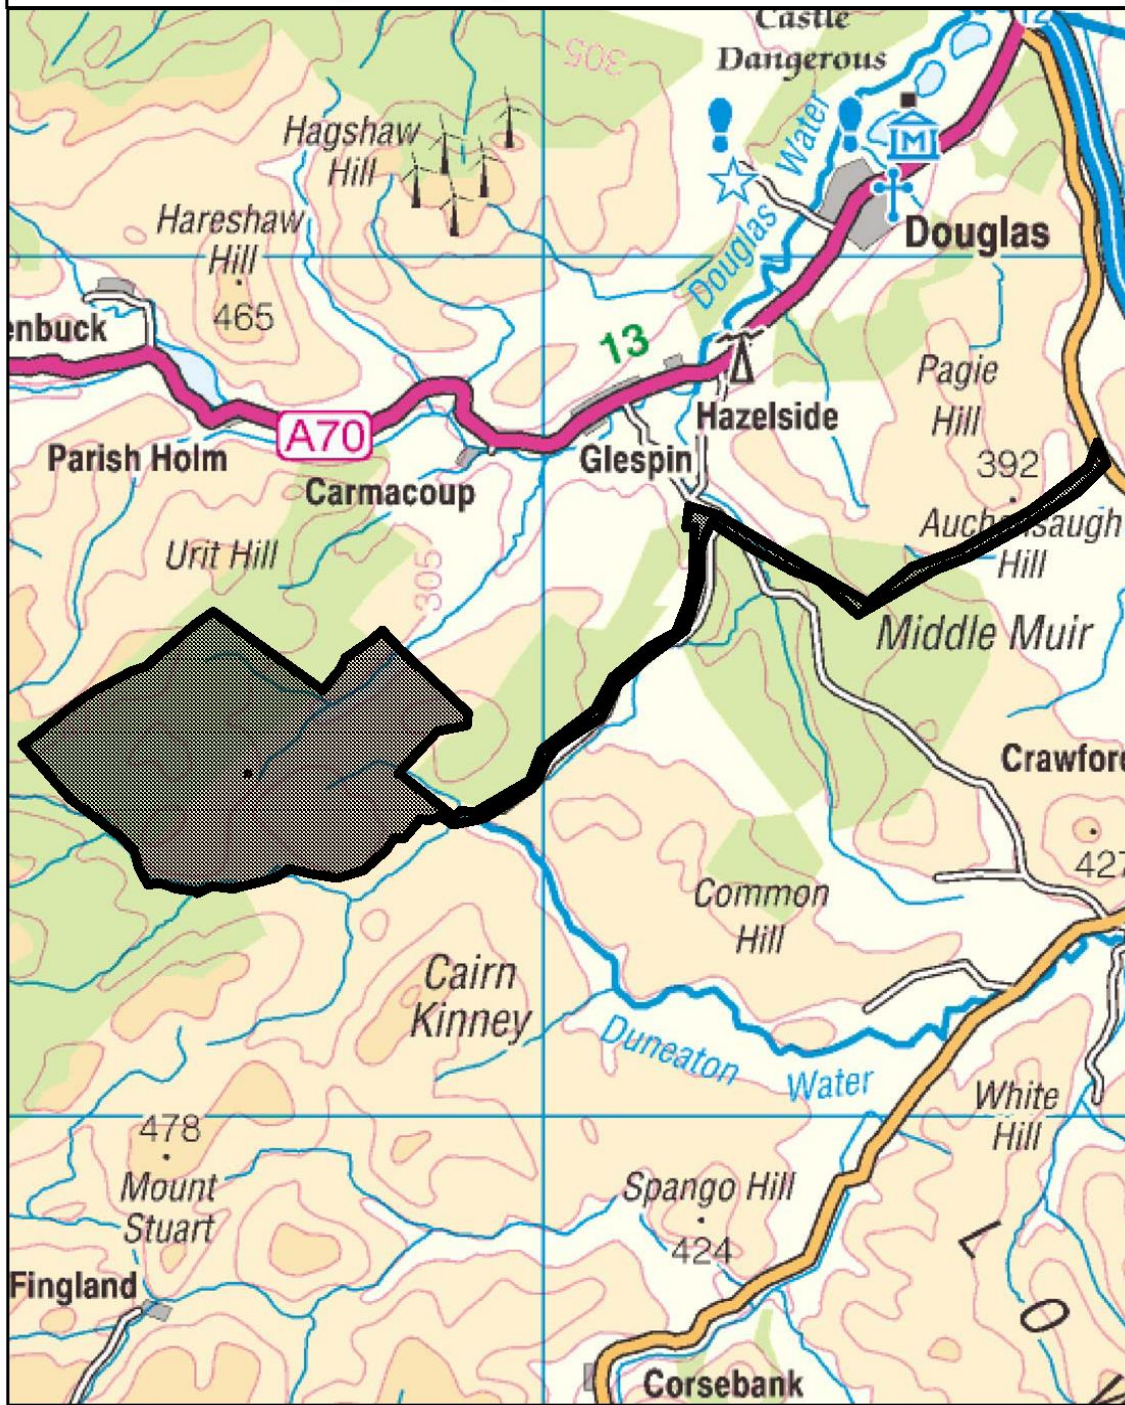 Castle
Dangerous
12
305
Hagshaw
Hill
Water
M
Hareshaw
Hill
465
Douglas
Douglas
enbuck
13
Pagie
Hill
392
A70
Hazelside
Parish Holm
Glespin
Carmacoup
Urit Hill
305
Hill
Middle Muir
Crawford
427
Common
Hill
Cairn
Kinney
Duneaton Water
White
Hill
478
Mount
Stuart
Spango Hill
424
L
O
Fingland
Corsebank